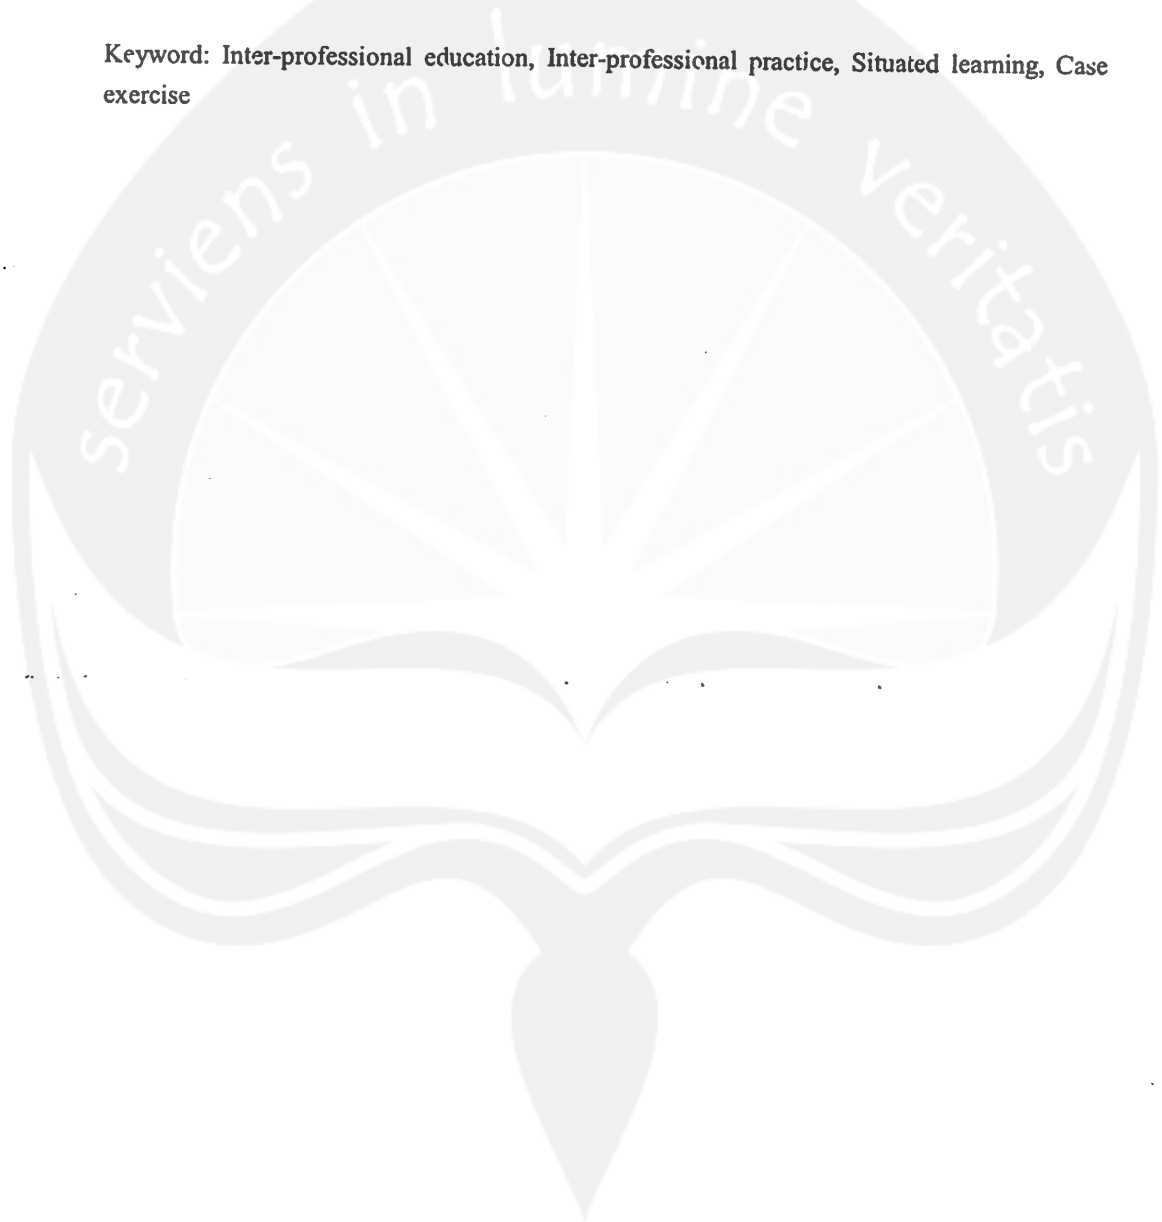 Keyword: Inter-professional education, Inter-professional practice, Situated learning, Case
exercise
serviens in lumine veritatis